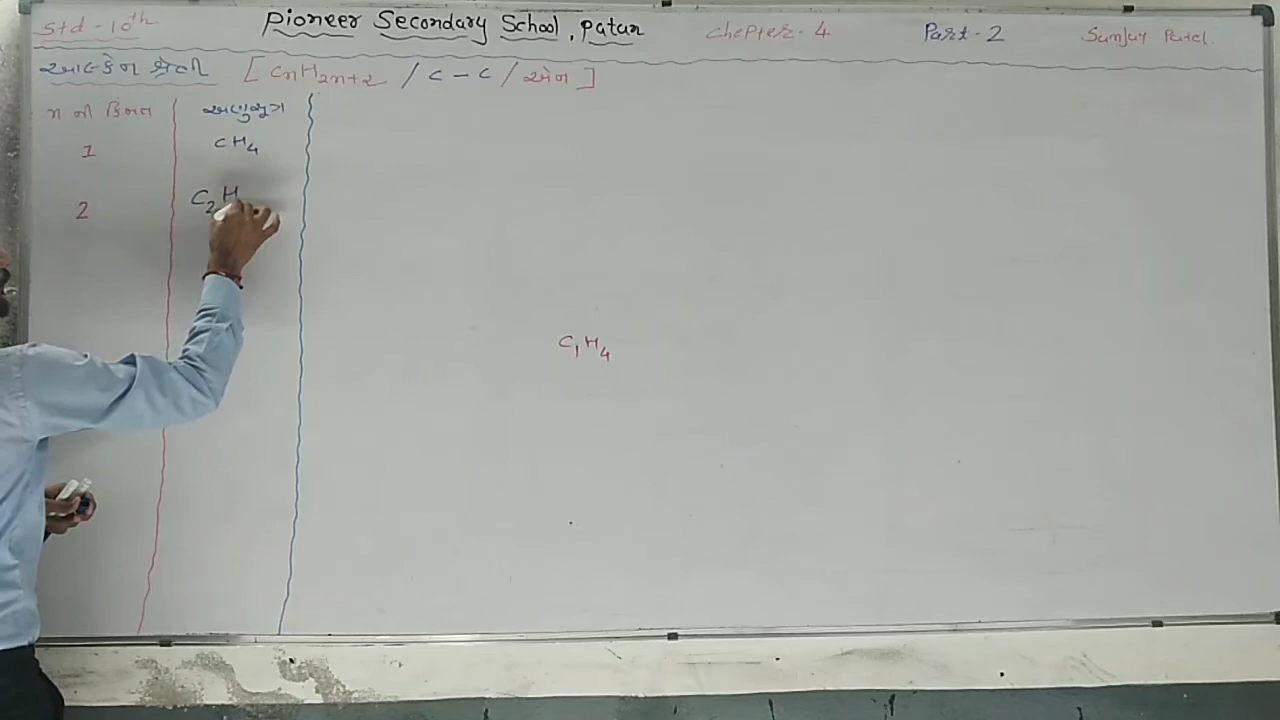 Std-10th Pioneer Secondary School, Patan Chepter-4 Part-2 Sanjay Patel.
આલ્કેન શ્રેણી [CnH2n+2 / C-C / એન]
n ની કિંમત અણુસૂત્ર
1 CH4
2 C2H
C1H4